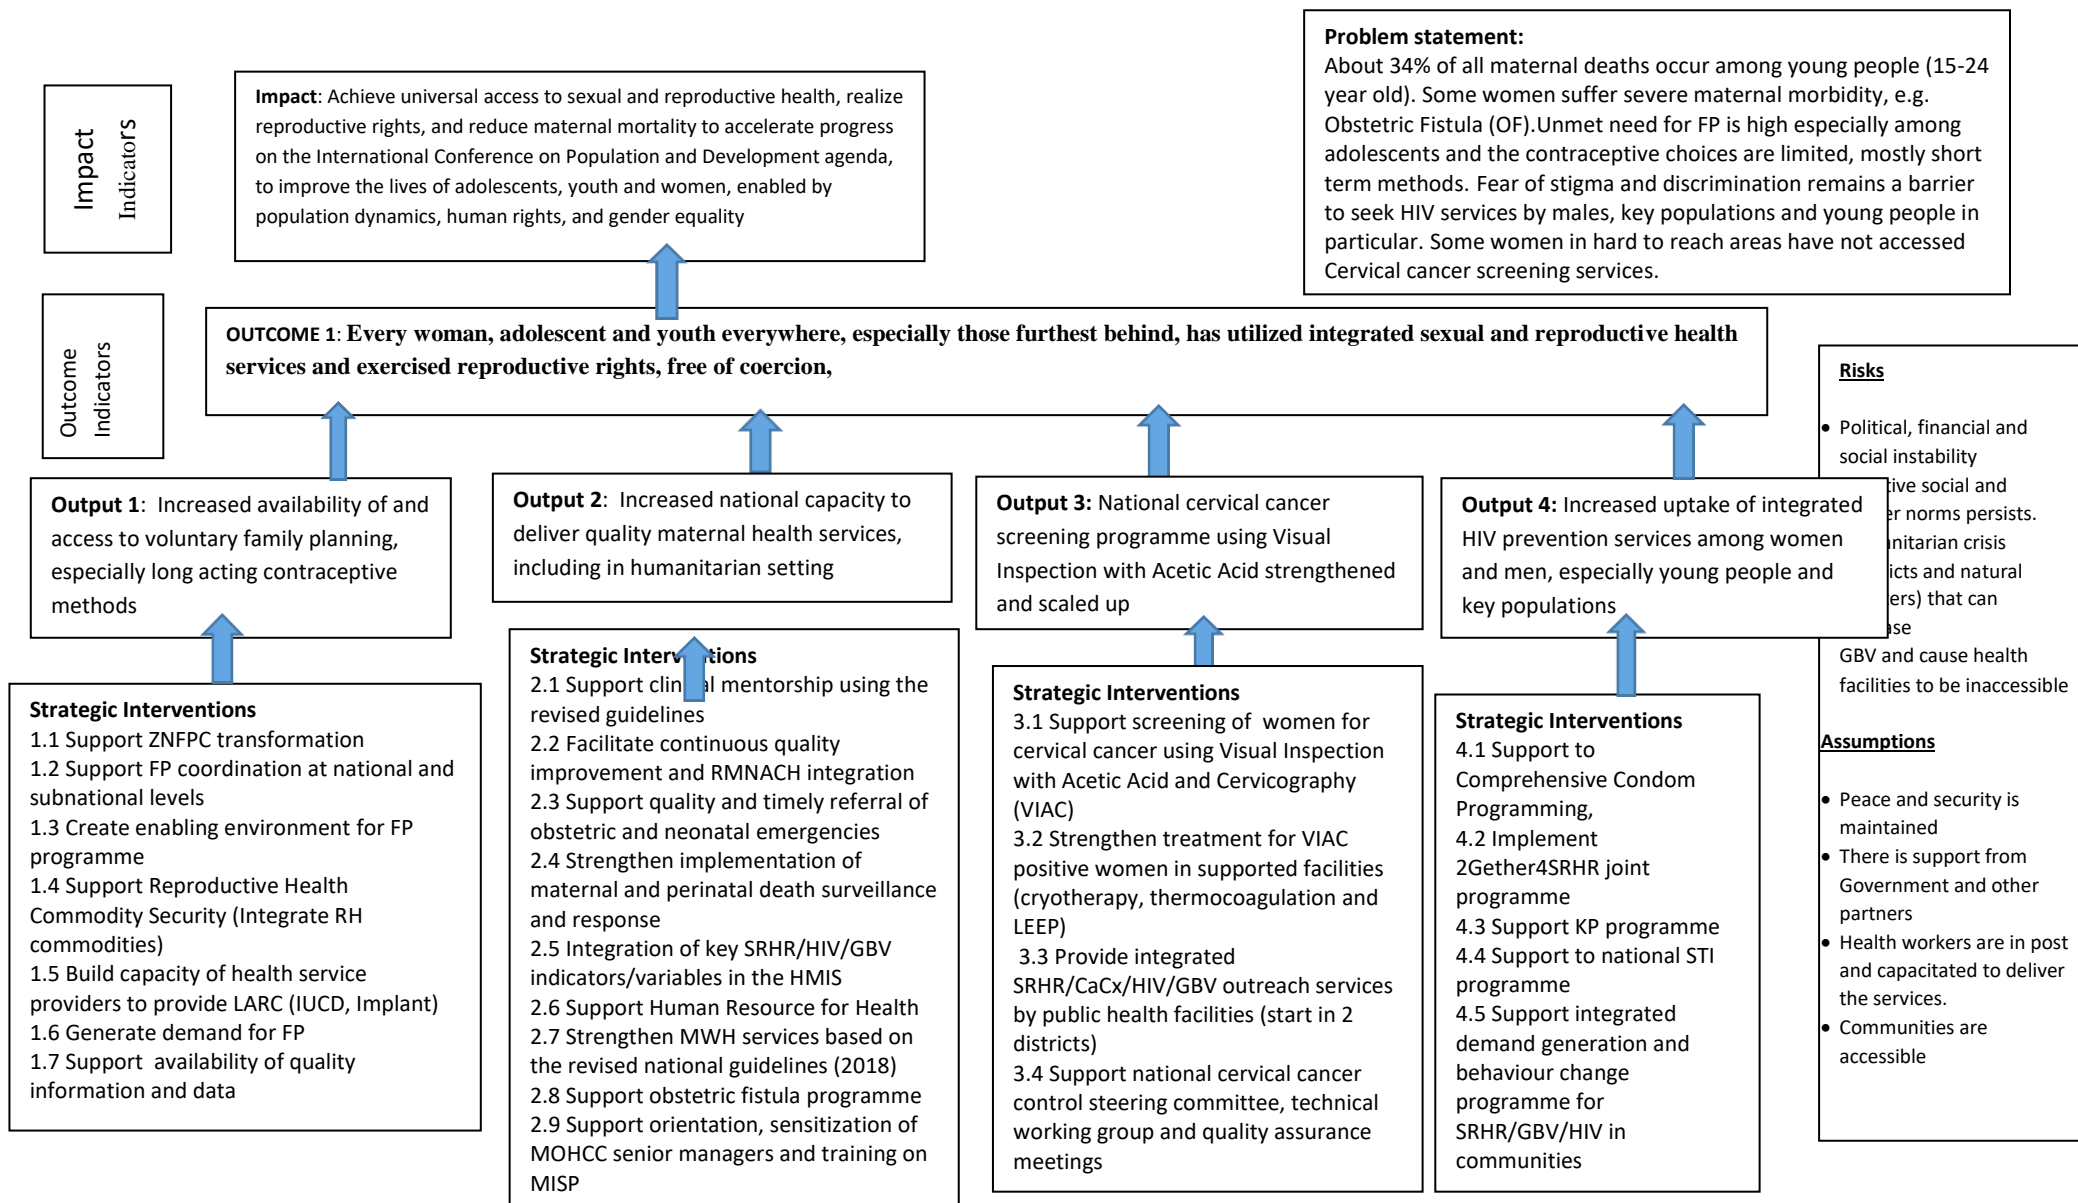 Problem statement:
About 34% of all maternal deaths occur among young people (15-24
year old). Some women suffer severe maternal morbidity, e.g.
Obstetric Fistula (OF).Unmet need for FP is high especially among
adolescents and the contraceptive choices are limited, mostly short
term methods. Fear of stigma and discrimination remains a barrier
to seek HIV services by males, key populations and young people in
particular. Some women in hard to reach areas have not accessed
Cervical cancer screening services.
Impact
Indicators
Impact: Achieve universal access to sexual and reproductive health, realize
reproductive rights, and reduce maternal mortality to accelerate progress
on the International Conference on Population and Development agenda,
to improve the lives of adolescents, youth and women, enabled by
population dynamics, human rights, and gender equality
Outcome
Indicators
OUTCOME 1: Every woman, adolescent and youth everywhere, especially those furthest behind, has utilized integrated sexual and reproductive health
services and exercised reproductive rights, free of coercion,
Output 1: Increased availability of and
access to voluntary family planning,
especially long acting contraceptive
methods
Output 2: Increased national capacity to
deliver quality maternal health services,
including in humanitarian setting
Output 3: National cervical cancer
screening programme using Visual
Inspection with Acetic Acid strengthened
and scaled up
Output 4: Increased uptake of integrated
HIV prevention services among women
and men, especially young people and
key populations
Strategic Interventions
1.1 Support ZNFPC transformation
1.2 Support FP coordination at national and
subnational levels
1.3 Create enabling environment for FP
programme
1.4 Support Reproductive Health
Commodity Security (Integrate RH
commodities)
1.5 Build capacity of health service
providers to provide LARC (IUCD, Implant)
1.6 Generate demand for FP
1.7 Support availability of quality
information and data
Strategic Interventions
2.1 Support clinical mentorship using the
revised guidelines
2.2 Facilitate continuous quality
improvement and RMNACH integration
2.3 Support quality and timely referral of
obstetric and neonatal emergencies
2.4 Strengthen implementation of
maternal and perinatal death surveillance
and response
2.5 Integration of key SRHR/HIV/GBV
indicators/variables in the HMIS
2.6 Support Human Resource for Health
2.7 Strengthen MWH services based on
the revised national guidelines (2018)
2.8 Support obstetric fistula programme
2.9 Support orientation, sensitization of
MOHCC senior managers and training on
MISP
Strategic Interventions
3.1 Support screening of women for
cervical cancer using Visual Inspection
with Acetic Acid and Cervicography
(VIAC)
3.2 Strengthen treatment for VIAC
positive women in supported facilities
(cryotherapy, thermocoagulation and
LEEP)
3.3 Provide integrated
SRHR/CaCx/HIV/GBV outreach services
by public health facilities (start in 2
districts)
3.4 Support national cervical cancer
control steering committee, technical
working group and quality assurance
meetings
Strategic Interventions
4.1 Support to
Comprehensive Condom
Programming,
4.2 Implement
2Gether4SRHR joint
programme
4.3 Support KP programme
4.4 Support to national STI
programme
4.5 Support integrated
demand generation and
behaviour change
programme for
SRHR/GBV/HIV in
communities
Risks
• Political, financial and
social instability
social and
norms persists.
crisis
and natural
that can
GBV and cause health
facilities to be inaccessible
Assumptions
• Peace and security is
maintained
• There is support from
Government and other
partners
• Health workers are in post
and capacitated to deliver
the services.
• Communities are
accessible